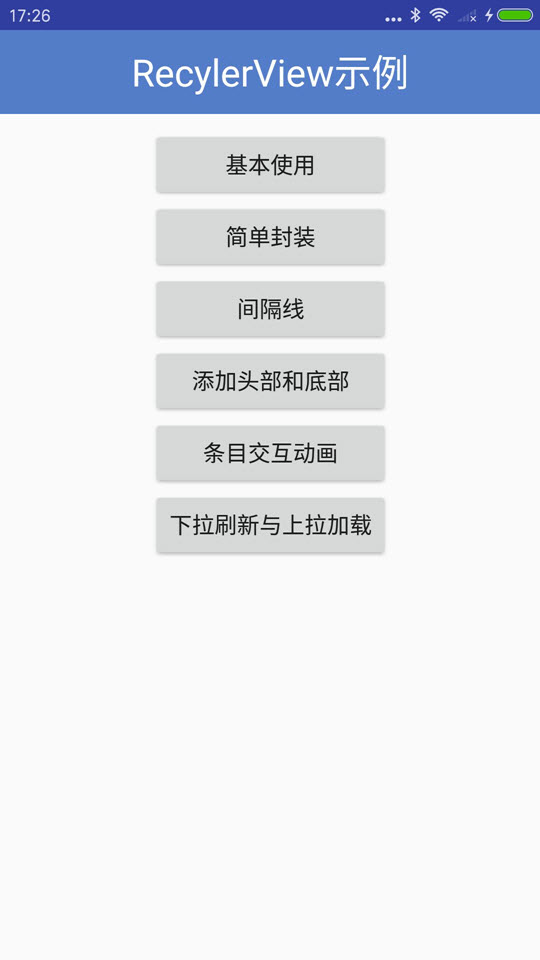 17:26
RecylerView示例
基本使用
简单封装
间隔线
添加头部和底部
条目交互动画
下拉刷新与上拉加载